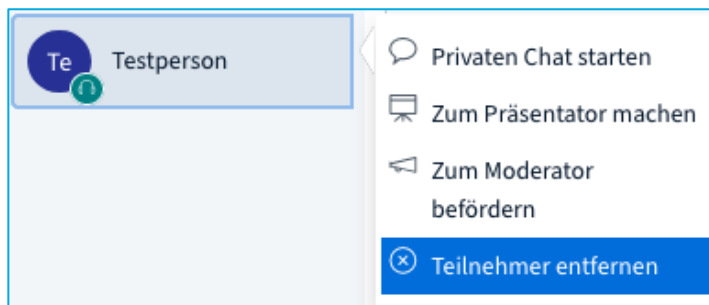 Te
Testperson
Privaten Chat starten
Zum Präsentator machen
Zum Moderator
befördern
Teilnehmer entfernen